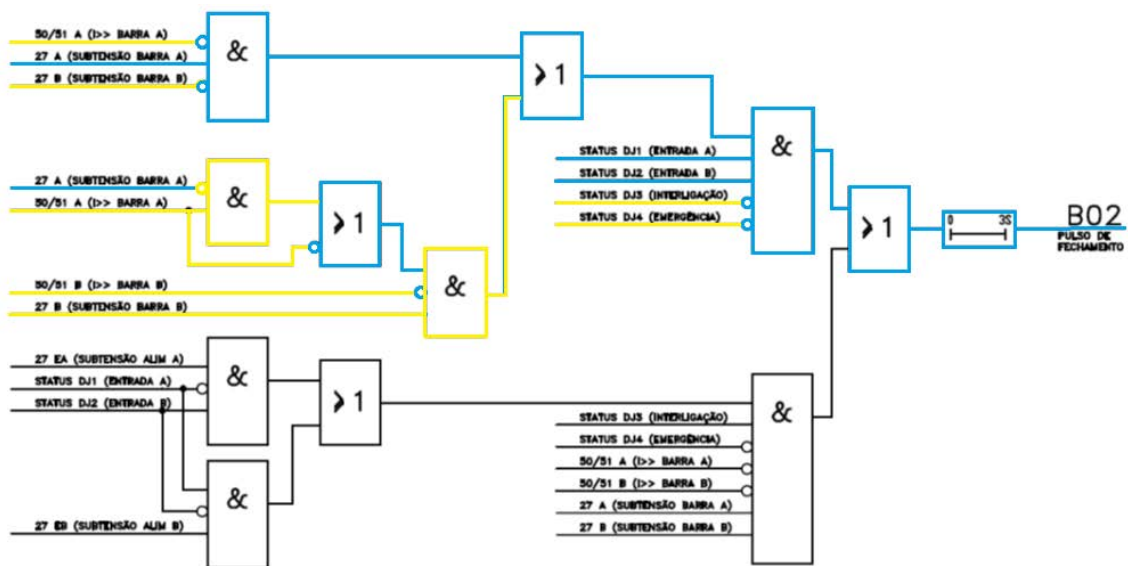 50/51 A (I>> BARRA A)
27 A (SUBTENSÃO BARRA A)
27 B (SUBTENSÃO BARRA B)
&
>1
27 A (SUBTENSÃO BARRA A)
50/51 A (I>> BARRA A)
&
>1
50/51 B (I>> BARRA B)
27 B (SUBTENSÃO BARRA B)
&
STATUS DJ1 (ENTRADA A)
STATUS DJ2 (ENTRADA B)
STATUS DJ3 (INTERLIGAÇÃO)
STATUS DJ4 (EMERGÊNCIA)
&
>1
0 3S
B02
PULSO DE
FECHAMENTO
27 EA (SUBTENSÃO ALIM A)
STATUS DJ1 (ENTRADA A)
STATUS DJ2 (ENTRADA B)
&
>1
&
27 EB (SUBTENSÃO ALIM B)
STATUS DJ3 (INTERLIGAÇÃO)
STATUS DJ4 (EMERGÊNCIA)
50/51 A (I>> BARRA A)
50/51 B (I>> BARRA B)
27 A (SUBTENSÃO BARRA A)
27 B (SUBTENSÃO BARRA B)
&